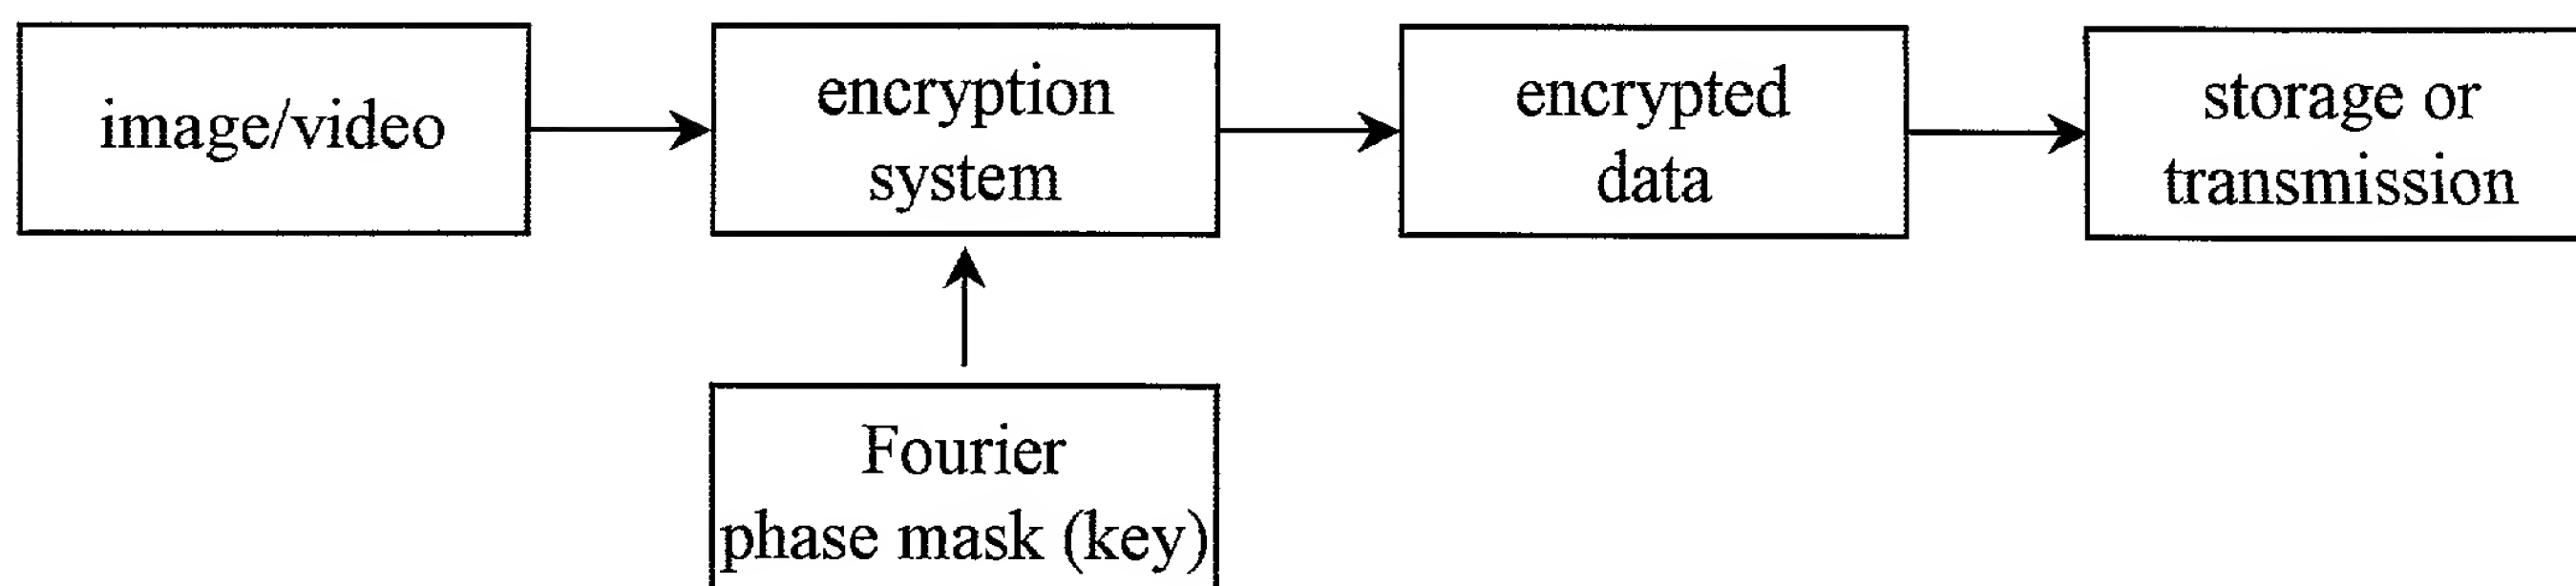 image/video
encryption
system
encrypted
data
storage or
transmission
Fourier
phase mask (key)